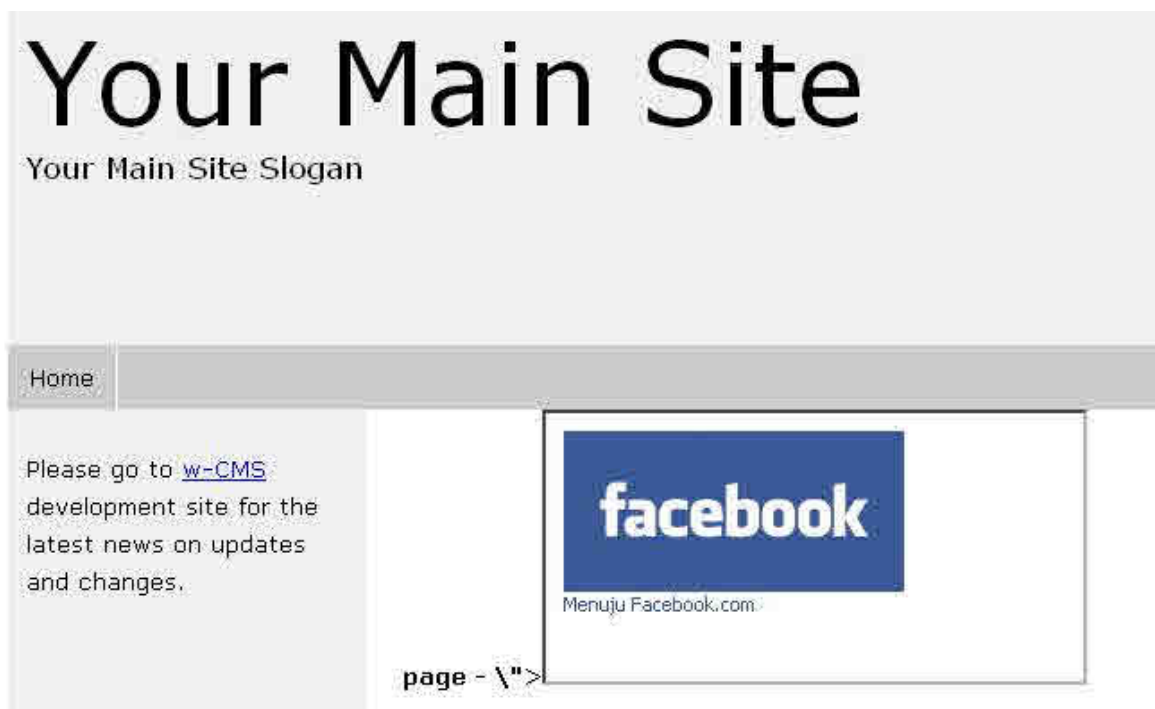 Your Main Site
Your Main Site Slogan
Home
Please go to w-CMS
development site for the
latest news on updates
and changes.
facebook
Menuju Facebook.com
page - \">